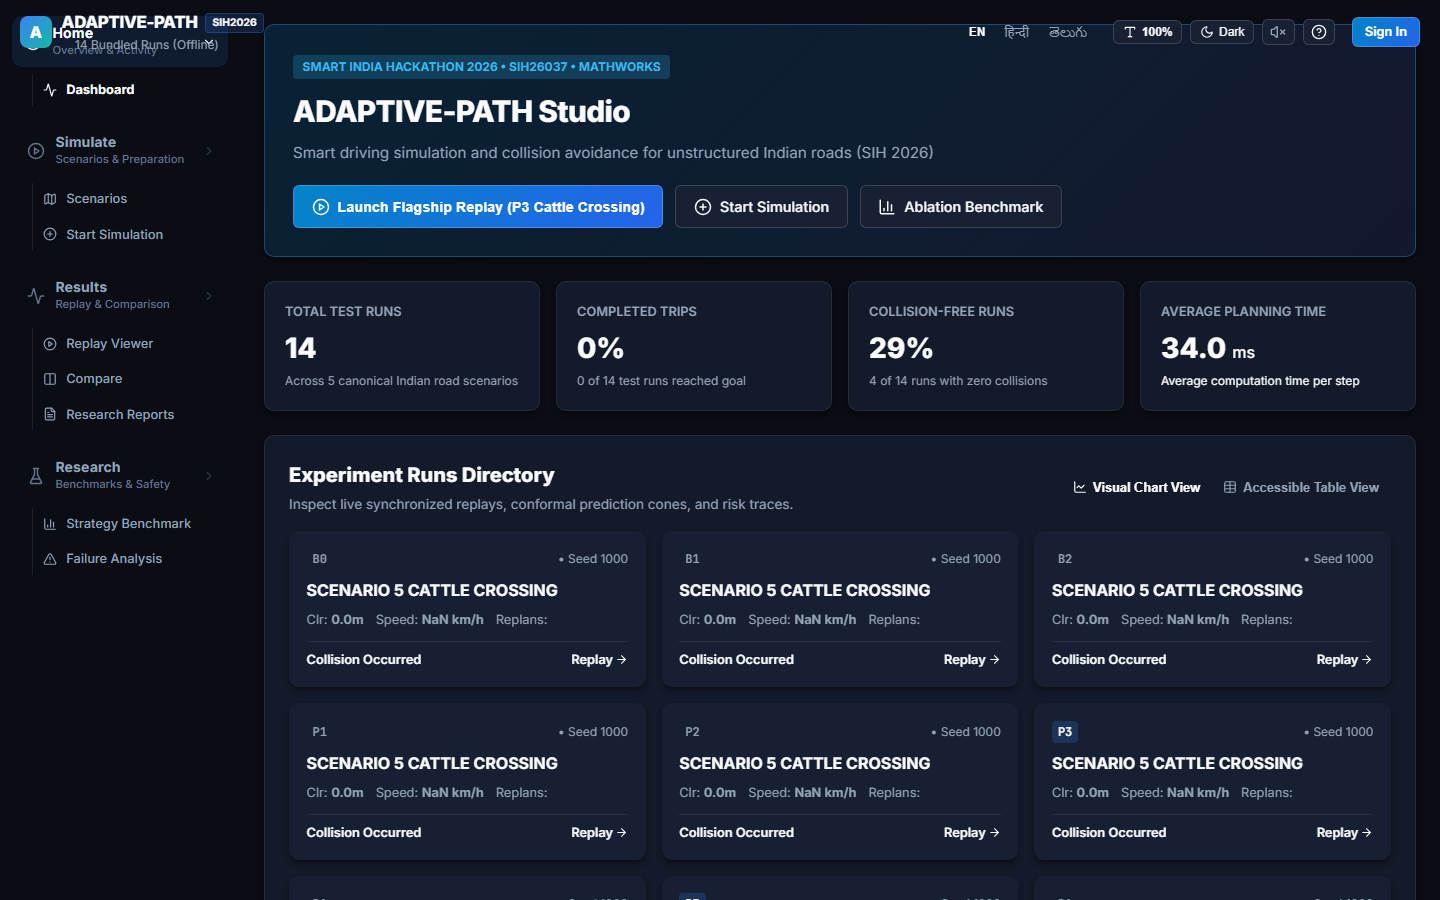 A
ADAPTIVE-PATH SIH2026
Home
14 Bundled Runs (Offline)
Overview & Activity
EN हिन्दी తెలుగు 100% Dark Sign In
Dashboard
Simulate
Scenarios & Preparation
Scenarios
Start Simulation
Results
Replay & Comparison
Replay Viewer
Compare
Research Reports
Research
Benchmarks & Safety
Strategy Benchmark
Failure Analysis
SMART INDIA HACKATHON 2026 • SIH26037 • MATHWORKS
ADAPTIVE-PATH Studio
Smart driving simulation and collision avoidance for unstructured Indian roads (SIH 2026)
Launch Flagship Replay (P3 Cattle Crossing) Start Simulation Ablation Benchmark
TOTAL TEST RUNS
14
Across 5 canonical Indian road scenarios
COMPLETED TRIPS
0%
0 of 14 test runs reached goal
COLLISION-FREE RUNS
29%
4 of 14 runs with zero collisions
AVERAGE PLANNING TIME
34.0 ms
Average computation time per step
Experiment Runs Directory
Inspect live synchronized replays, conformal prediction cones, and risk traces.
Visual Chart View Accessible Table View
B0 • Seed 1000
SCENARIO 5 CATTLE CROSSING
Clr: 0.0m Speed: NaN km/h Replans:
Collision Occurred Replay →
B1 • Seed 1000
SCENARIO 5 CATTLE CROSSING
Clr: 0.0m Speed: NaN km/h Replans:
Collision Occurred Replay →
B2 • Seed 1000
SCENARIO 5 CATTLE CROSSING
Clr: 0.0m Speed: NaN km/h Replans:
Collision Occurred Replay →
P1 • Seed 1000
SCENARIO 5 CATTLE CROSSING
Clr: 0.0m Speed: NaN km/h Replans:
Collision Occurred Replay →
P2 • Seed 1000
SCENARIO 5 CATTLE CROSSING
Clr: 0.0m Speed: NaN km/h Replans:
Collision Occurred Replay →
P3 • Seed 1000
SCENARIO 5 CATTLE CROSSING
Clr: 0.0m Speed: NaN km/h Replans:
Collision Occurred Replay →